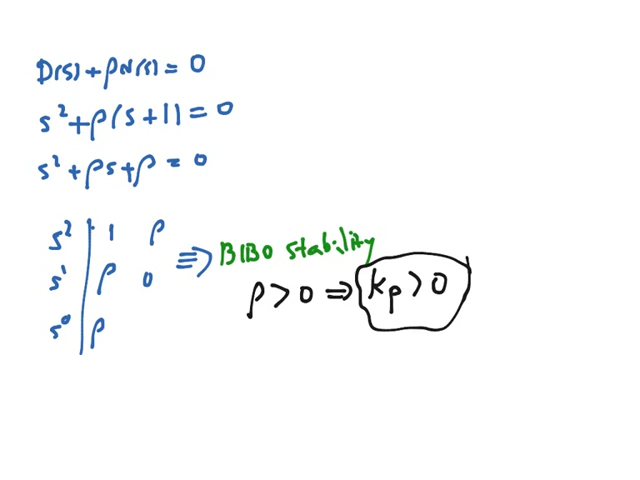 D(s) + ρN(s) = 0
s² + ρ(s+1) = 0
s² + ρs + ρ = 0
s² | 1 ρ
s¹ | ρ 0
s⁰ | ρ
⇛ BIBO stability
ρ > 0 ⇒ kp > 0